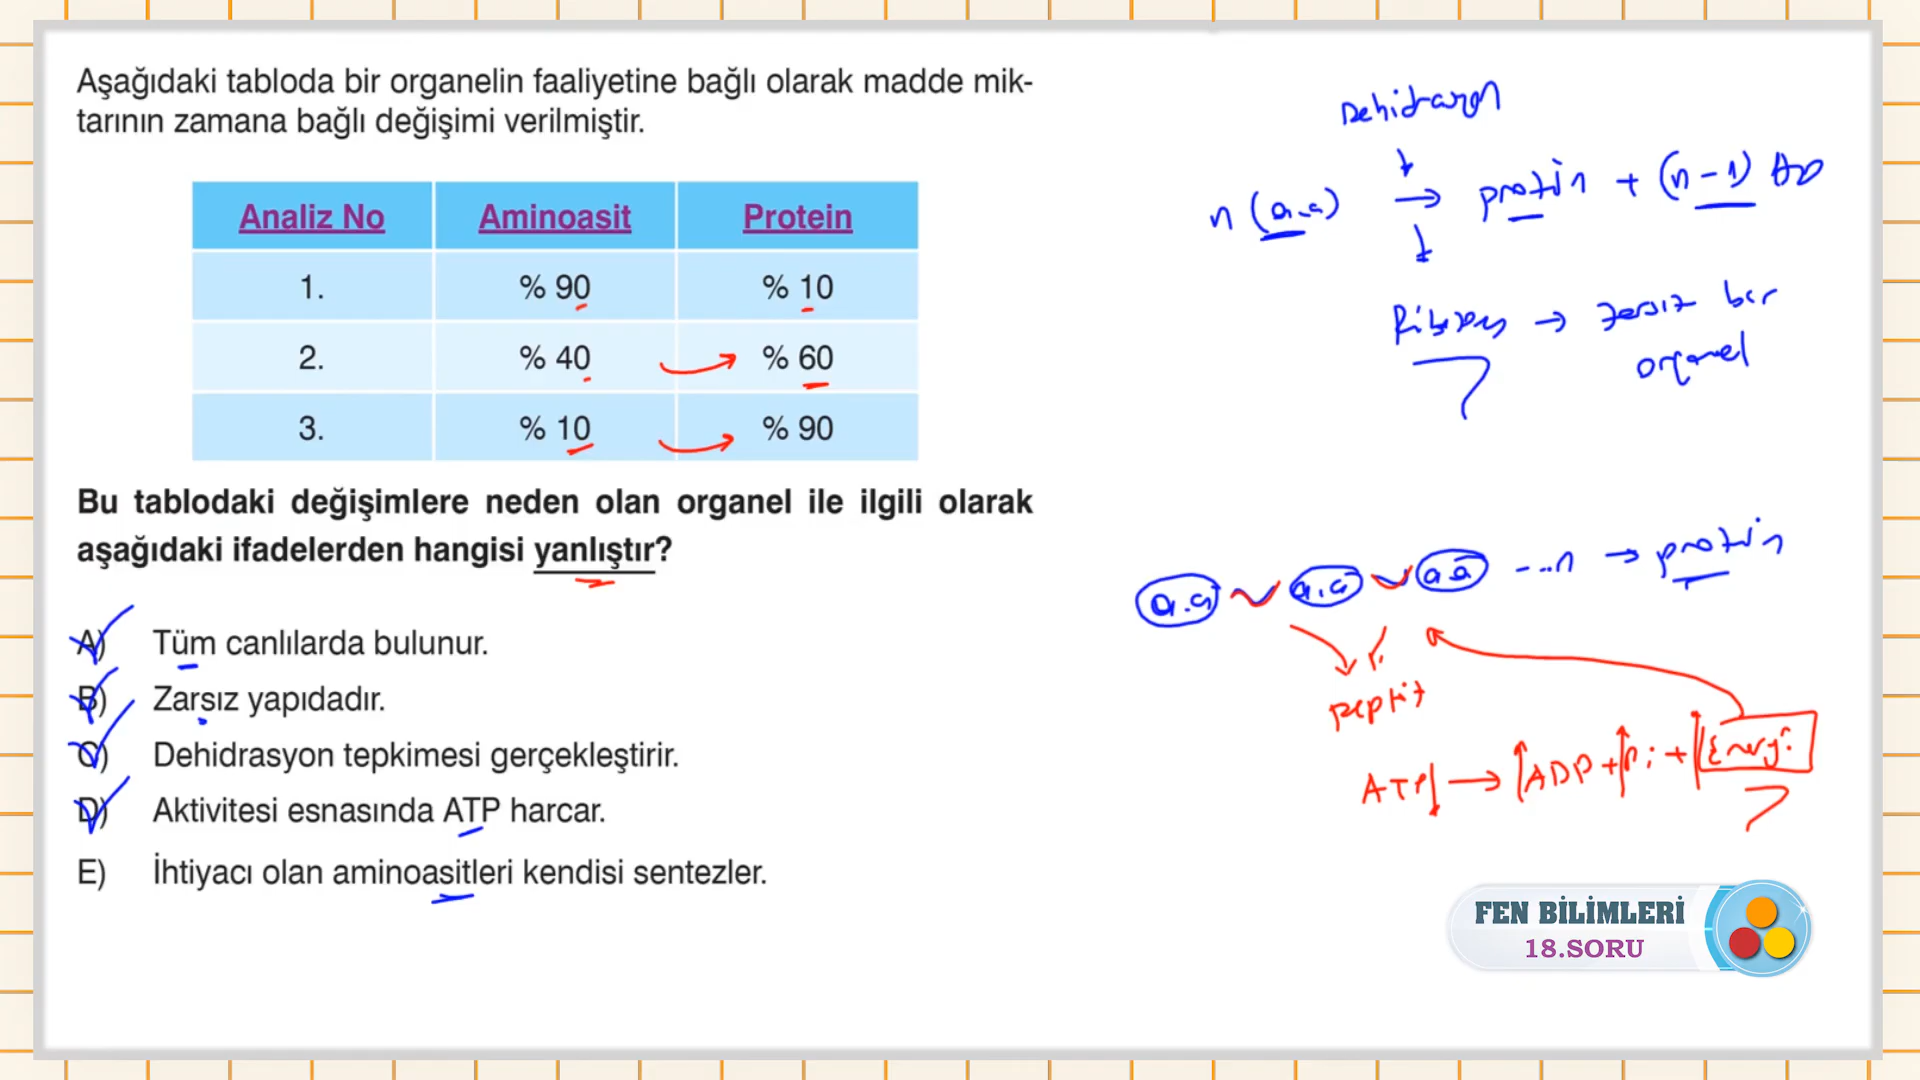 Aşağıdaki tabloda bir organelin faaliyetine bağlı olarak madde mik-
tarının zamana bağlı değişimi verilmiştir.
Analiz No Aminoasit Protein
1. % 90 % 10
2. % 40 % 60
3. % 10 % 90
Bu tablodaki değişimlere neden olan organel ile ilgili olarak
aşağıdaki ifadelerden hangisi yanlıştır?
A) Tüm canlılarda bulunur.
B) Zarsız yapıdadır.
C) Dehidrasyon tepkimesi gerçekleştirir.
D) Aktivitesi esnasında ATP harcar.
E) İhtiyacı olan aminoasitleri kendisi sentezler.
n (a.a) → protein + (n-1)
→ zarsız bir
organel
a.a a.a a.a ...n → protein
peptit
ATP → ADP + Pi + Enerji
FEN BİLİMLERİ
18.SORU